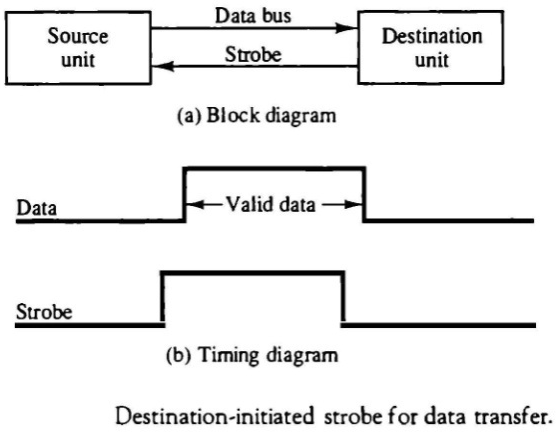 Data bus
Source unit
Destination unit
Strobe
(a) Block diagram
Valid data
Data
Strobe
(b) Timing diagram
Destination-initiated strobe for data transfer.